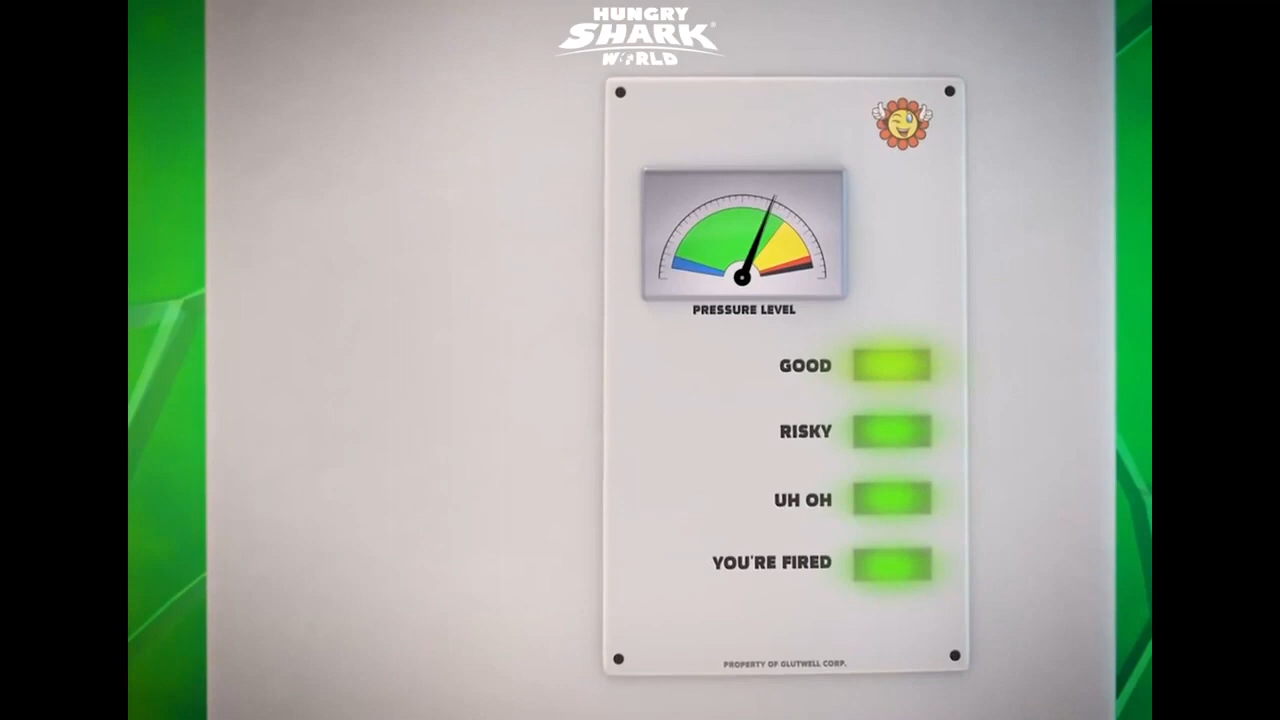 HUNGRY
SHARK®
WORLD
PRESSURE LEVEL
GOOD
RISKY
UH OH
YOU'RE FIRED
PROPERTY OF GLUTWELL CORP.